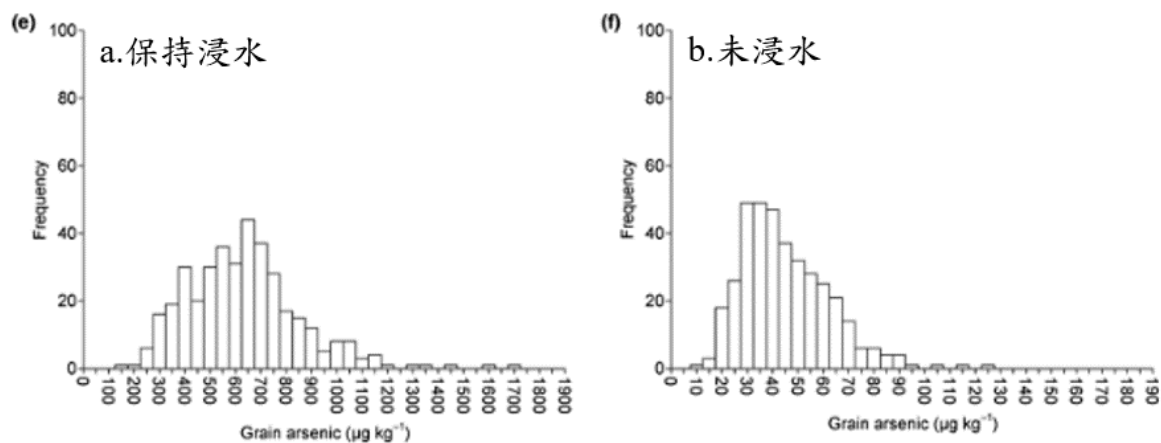 (e)
a.保持浸水
100
80
60
40
20
0
Frequency
0 100 200 300 400 500 600 700 800 900 1000 1100 1200 1300 1400 1500 1600 1700 1800 1900
Grain arsenic (µg kg⁻¹)
(f)
b.未浸水
100
80
60
40
20
0
Frequency
0 10 20 30 40 50 60 70 80 90 100 110 120 130 140 150 160 170 180 190
Grain arsenic (µg kg⁻¹)